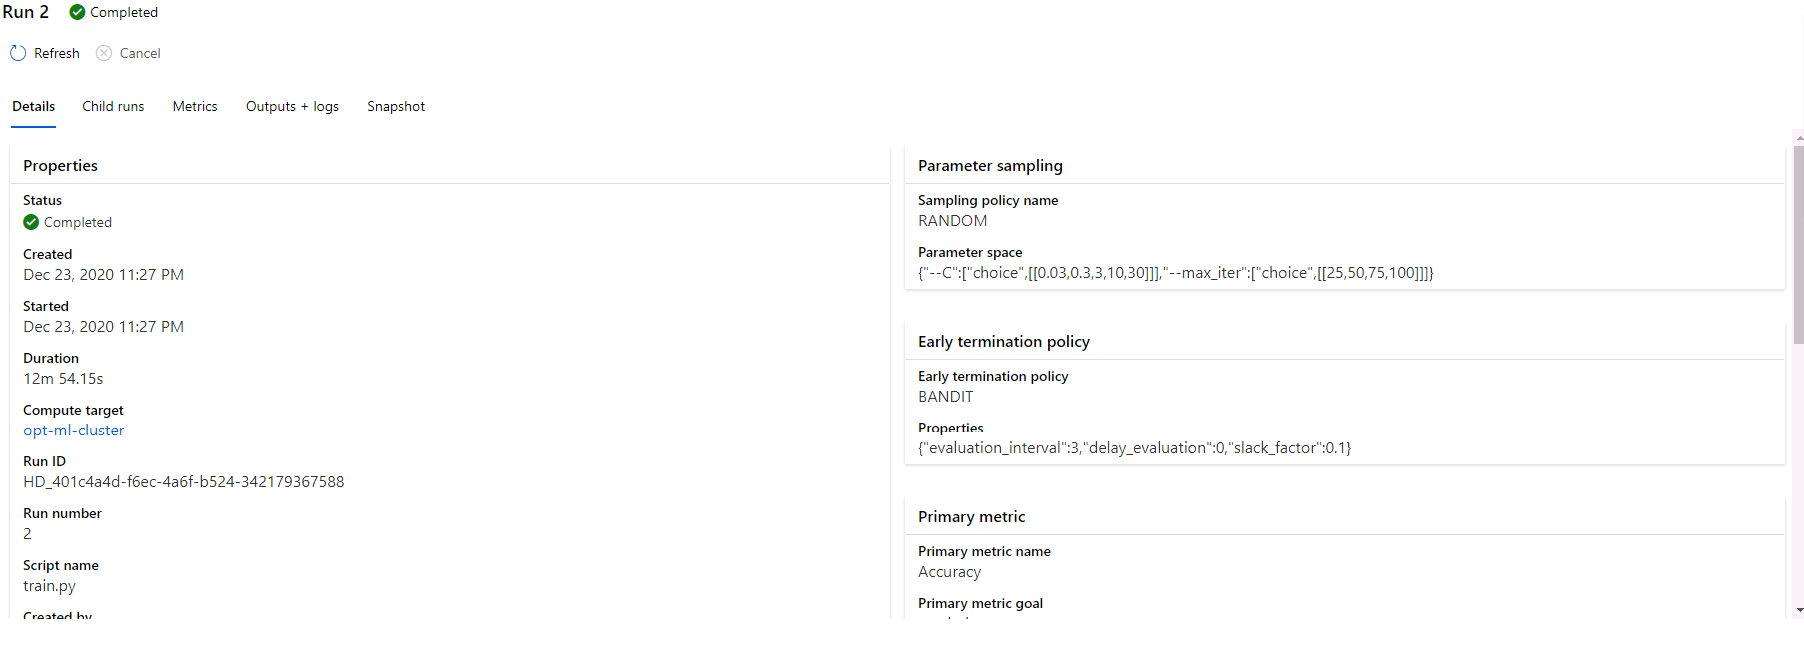 Run 2 Completed
Refresh Cancel
Details Child runs Metrics Outputs + logs Snapshot
Properties
Status
Completed
Created
Dec 23, 2020 11:27 PM
Started
Dec 23, 2020 11:27 PM
Duration
12m 54.15s
Compute target
opt-ml-cluster
Run ID
HD_401c4a4d-f6ec-4a6f-b524-342179367588
Run number
2
Script name
train.py
Created by
Parameter sampling
Sampling policy name
RANDOM
Parameter space
{"--C":["choice",[[0.03,0.3,3,10,30]]],"--max_iter":["choice",[[25,50,75,100]]]}
Early termination policy
Early termination policy
BANDIT
Properties
{"evaluation_interval":3,"delay_evaluation":0,"slack_factor":0.1}
Primary metric
Primary metric name
Accuracy
Primary metric goal